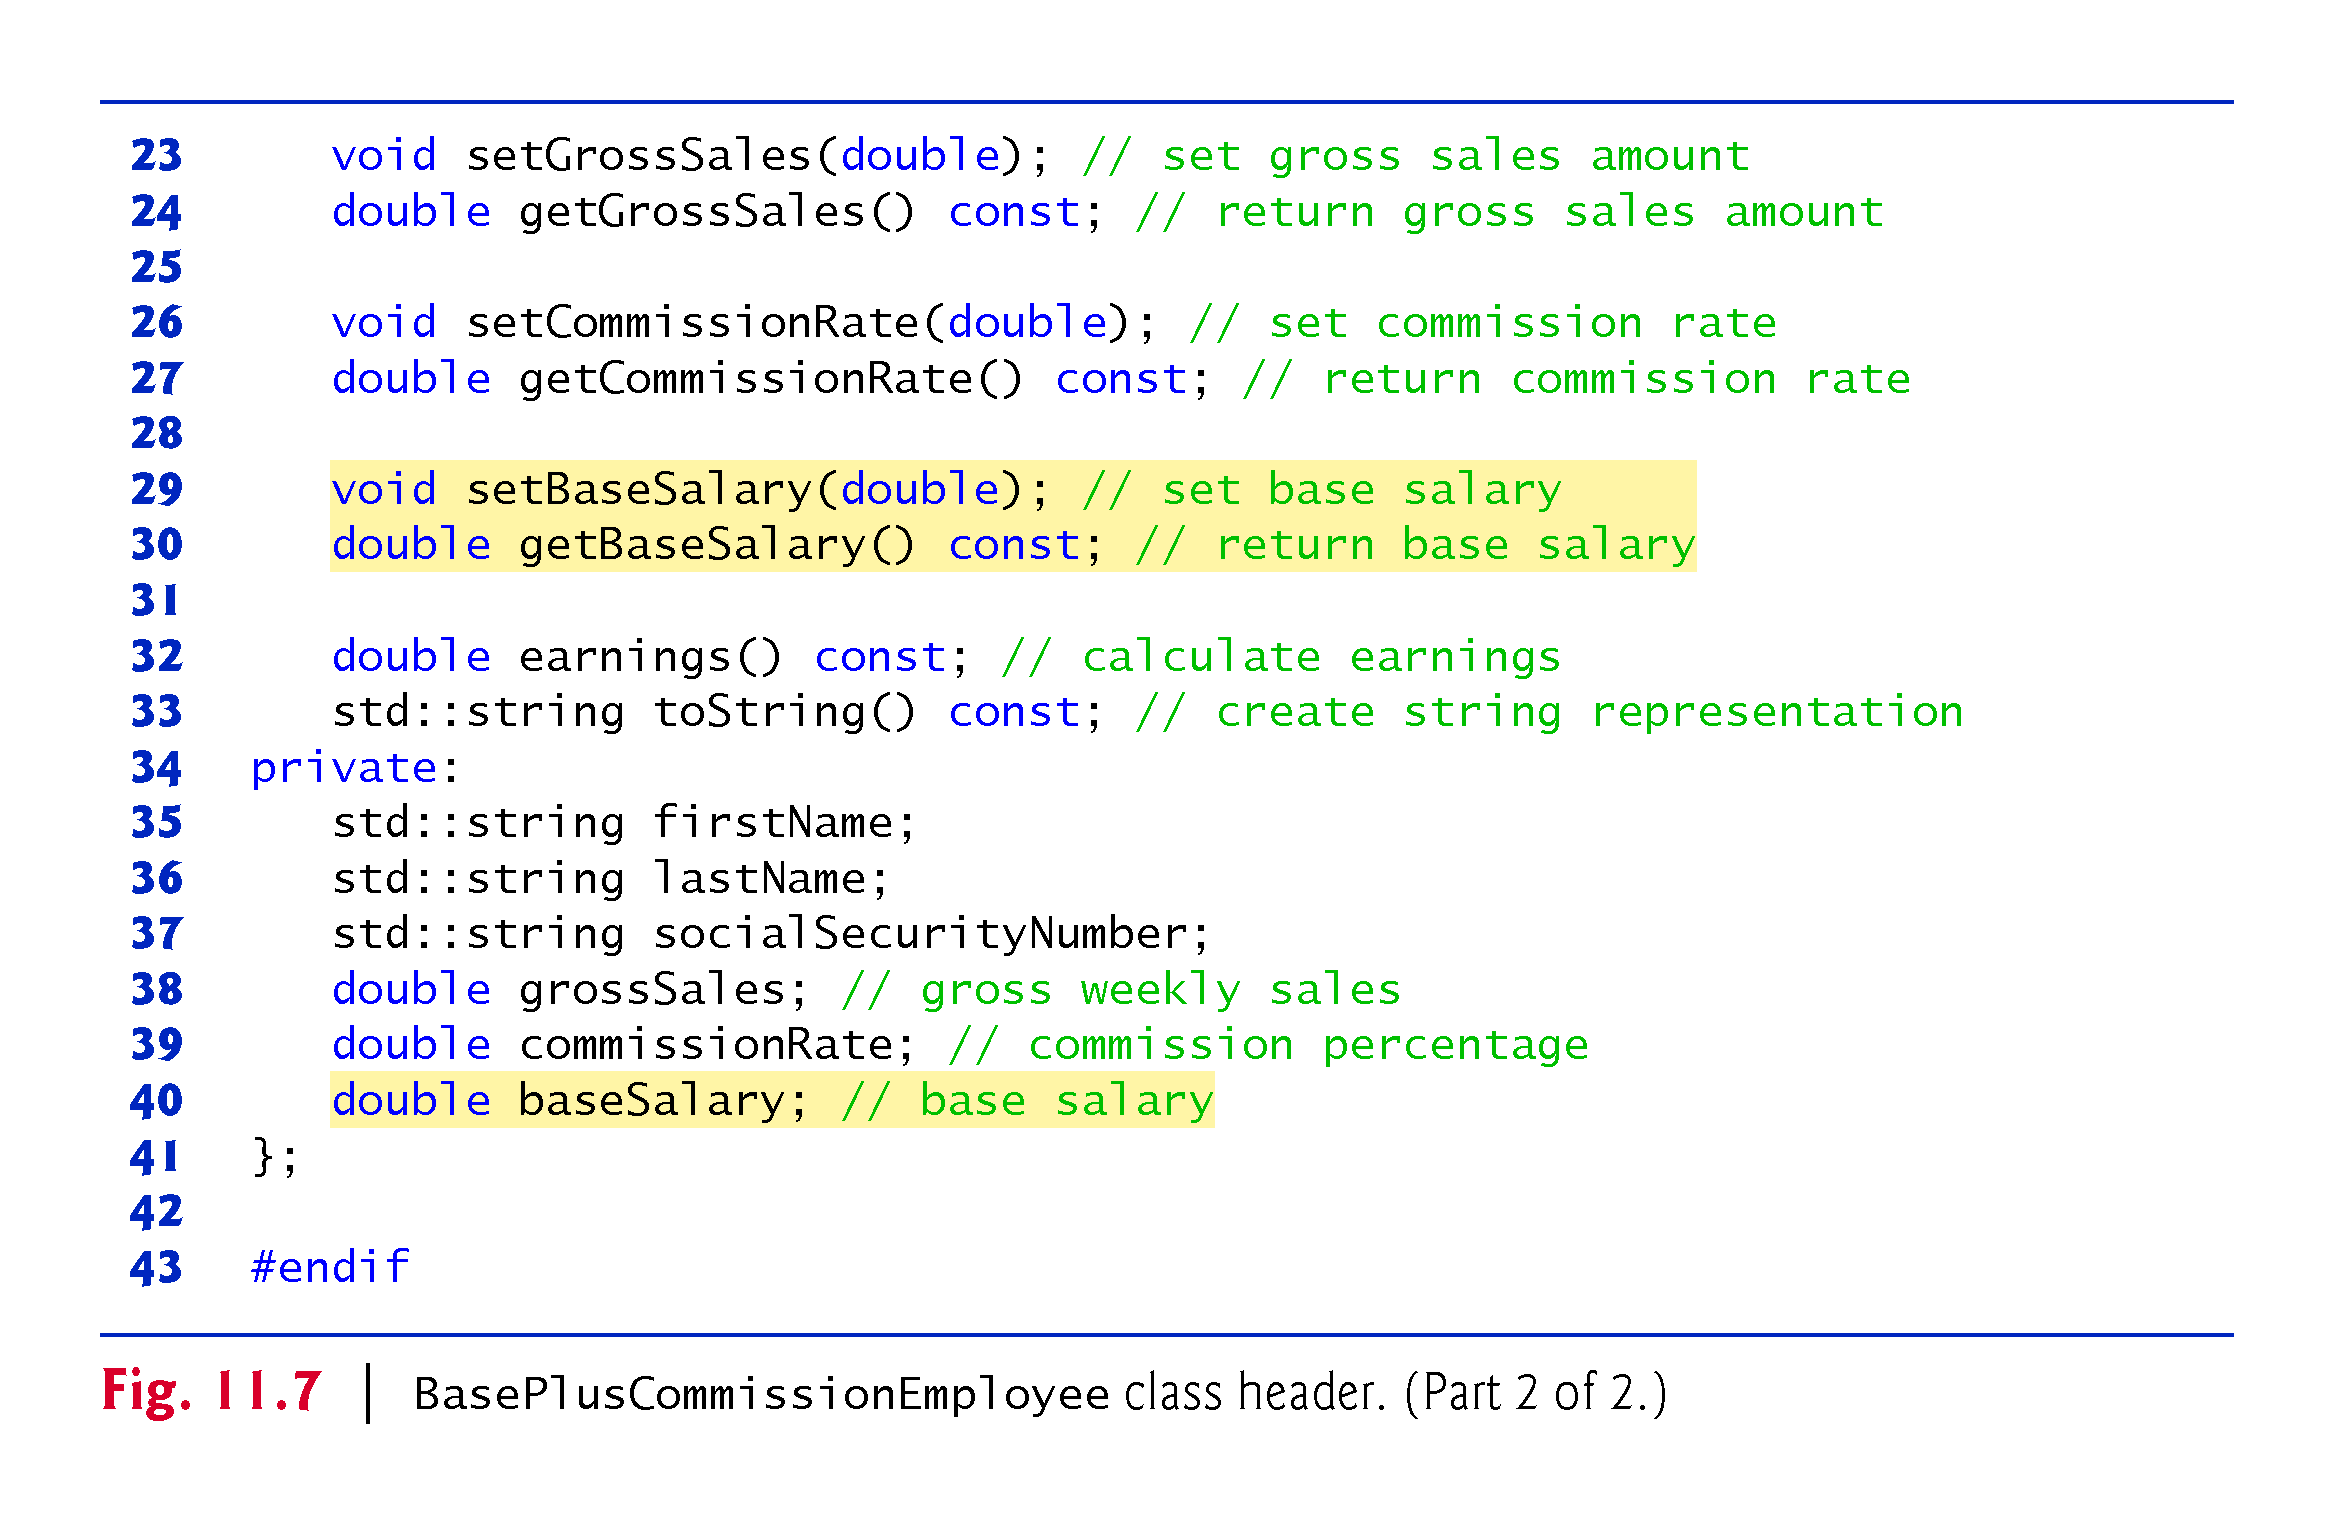 23 void setGrossSales(double); // set gross sales amount
24 double getGrossSales() const; // return gross sales amount
25
26 void setCommissionRate(double); // set commission rate
27 double getCommissionRate() const; // return commission rate
28
29 void setBaseSalary(double); // set base salary
30 double getBaseSalary() const; // return base salary
31
32 double earnings() const; // calculate earnings
33 std::string toString() const; // create string representation
34 private:
35 std::string firstName;
36 std::string lastName;
37 std::string socialSecurityNumber;
38 double grossSales; // gross weekly sales
39 double commissionRate; // commission percentage
40 double baseSalary; // base salary
41 };
42
43 #endif
Fig. 11.7 | BasePlusCommissionEmployee class header. (Part 2 of 2.)